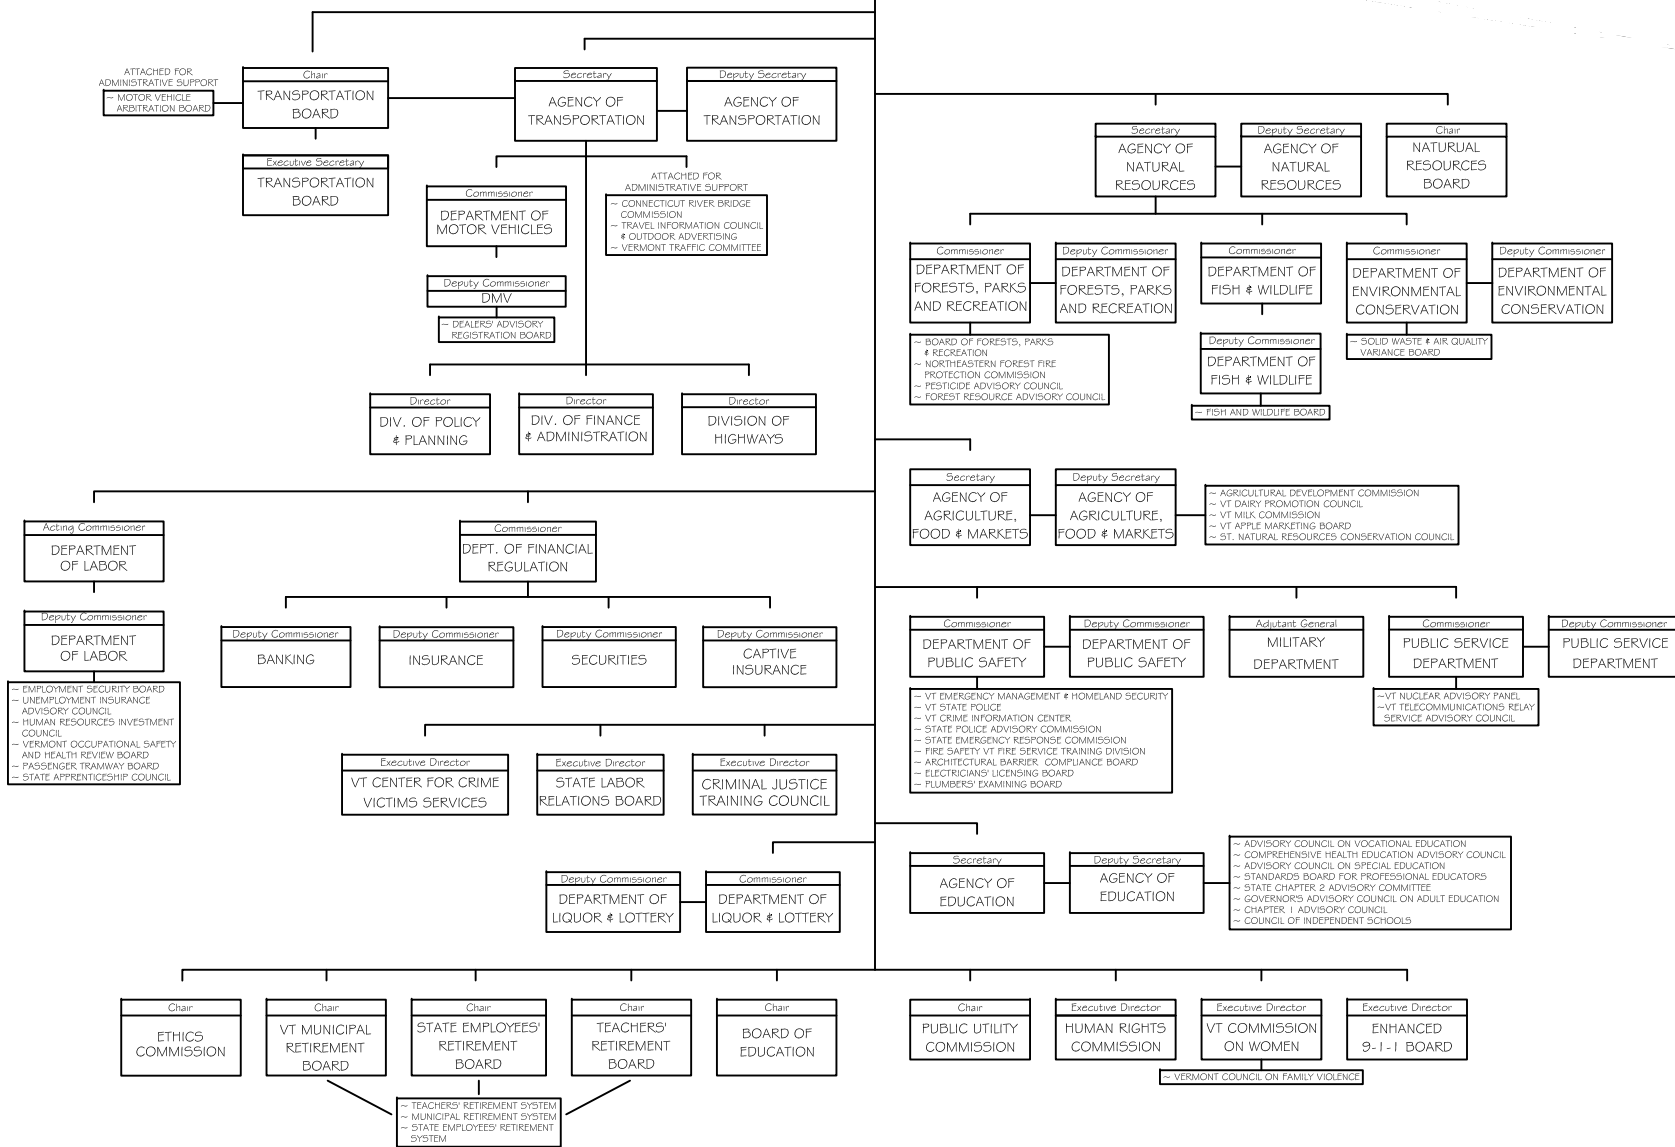 ATTACHED FOR
ADMINISTRATIVE SUPPORT
~ MOTOR VEHICLE
ARBITRATION BOARD
Chair
TRANSPORTATION
BOARD
Executive Secretary
TRANSPORTATION
BOARD
Secretary
AGENCY OF
TRANSPORTATION
Deputy Secretary
AGENCY OF
TRANSPORTATION
Commissioner
DEPARTMENT OF
MOTOR VEHICLES
Deputy Commissioner
DMV
~ DEALERS' ADVISORY
REGISTRATION BOARD
ATTACHED FOR
ADMINISTRATIVE SUPPORT
~ CONNECTICUT RIVER BRIDGE
COMMISSION
~ TRAVEL INFORMATION COUNCIL
& OUTDOOR ADVERTISING
~ VERMONT TRAFFIC COMMITTEE
Director
DIV. OF POLICY
& PLANNING
Director
DIV. OF FINANCE
& ADMINISTRATION
Director
DIVISION OF
HIGHWAYS
Secretary
AGENCY OF
NATURAL
RESOURCES
Deputy Secretary
AGENCY OF
NATURAL
RESOURCES
Chair
NATURUAL
RESOURCES
BOARD
Commissioner
DEPARTMENT OF
FORESTS, PARKS
AND RECREATION
Deputy Commissioner
DEPARTMENT OF
FORESTS, PARKS
AND RECREATION
~ BOARD OF FORESTS, PARKS
& RECREATION
~ NORTHEASTERN FOREST FIRE
PROTECTION COMMISSION
~ PESTICIDE ADVISORY COUNCIL
~ FOREST RESOURCE ADVISORY COUNCIL
Commissioner
DEPARTMENT OF
FISH & WILDLIFE
Deputy Commissioner
DEPARTMENT OF
FISH & WILDLIFE
~ FISH AND WILDLIFE BOARD
Commissioner
DEPARTMENT OF
ENVIRONMENTAL
CONSERVATION
Deputy Commissioner
DEPARTMENT OF
ENVIRONMENTAL
CONSERVATION
~ SOLID WASTE & AIR QUALITY
VARIANCE BOARD
Secretary
AGENCY OF
AGRICULTURE,
FOOD & MARKETS
Deputy Secretary
AGENCY OF
AGRICULTURE,
FOOD & MARKETS
~ AGRICULTURAL DEVELOPMENT COMMISSION
~ VT DAIRY PROMOTION COUNCIL
~ VT MILK COMMISSION
~ VT APPLE MARKETING BOARD
~ ST. NATURAL RESOURCES CONSERVATION COUNCIL
Acting Commissioner
DEPARTMENT
OF LABOR
Deputy Commissioner
DEPARTMENT
OF LABOR
~ EMPLOYMENT SECURITY BOARD
~ UNEMPLOYMENT INSURANCE
ADVISORY COUNCIL
~ HUMAN RESOURCES INVESTMENT
COUNCIL
~ VERMONT OCCUPATIONAL SAFETY
AND HEALTH REVIEW BOARD
~ PASSENGER TRAMWAY BOARD
~ STATE APPRENTICESHIP COUNCIL
Commissioner
DEPT. OF FINANCIAL
REGULATION
Deputy Commissioner
BANKING
Deputy Commissioner
INSURANCE
Deputy Commissioner
SECURITIES
Deputy Commissioner
CAPTIVE
INSURANCE
Commissioner
DEPARTMENT OF
PUBLIC SAFETY
Deputy Commissioner
DEPARTMENT OF
PUBLIC SAFETY
~ VT EMERGENCY MANAGEMENT & HOMELAND SECURITY
~ VT STATE POLICE
~ VT CRIME INFORMATION CENTER
~ STATE POLICE ADVISORY COMMISSION
~ STATE EMERGENCY RESPONSE COMMISSION
~ FIRE SAFETY VT FIRE SERVICE TRAINING DIVISION
~ ARCHITECTURAL BARRIER COMPLIANCE BOARD
~ ELECTRICIANS' LICENSING BOARD
~ PLUMBERS' EXAMINING BOARD
Adjutant General
MILITARY
DEPARTMENT
Commissioner
PUBLIC SERVICE
DEPARTMENT
Deputy Commissioner
PUBLIC SERVICE
DEPARTMENT
~VT NUCLEAR ADVISORY PANEL
~VT TELECOMMUNICATIONS RELAY
SERVICE ADVISORY COUNCIL
Executive Director
VT CENTER FOR CRIME
VICTIMS SERVICES
Executive Director
STATE LABOR
RELATIONS BOARD
Executive Director
CRIMINAL JUSTICE
TRAINING COUNCIL
Deputy Commissioner
DEPARTMENT OF
LIQUOR & LOTTERY
Commissioner
DEPARTMENT OF
LIQUOR & LOTTERY
Secretary
AGENCY OF
EDUCATION
Deputy Secretary
AGENCY OF
EDUCATION
~ ADVISORY COUNCIL ON VOCATIONAL EDUCATION
~ COMPREHENSIVE HEALTH EDUCATION ADVISORY COUNCIL
~ ADVISORY COUNCIL ON SPECIAL EDUCATION
~ STANDARDS BOARD FOR PROFESSIONAL EDUCATORS
~ STATE CHAPTER 2 ADVISORY COMMITTEE
~ GOVERNOR'S ADVISORY COUNCIL ON ADULT EDUCATION
~ CHAPTER 1 ADVISORY COUNCIL
~ COUNCIL OF INDEPENDENT SCHOOLS
Chair
ETHICS
COMMISSION
Chair
VT MUNICIPAL
RETIREMENT
BOARD
Chair
STATE EMPLOYEES'
RETIREMENT
BOARD
Chair
TEACHERS'
RETIREMENT
BOARD
Chair
BOARD OF
EDUCATION
~ TEACHERS' RETIREMENT SYSTEM
~ MUNICIPAL RETIREMENT SYSTEM
~ STATE EMPLOYEES' RETIREMENT
SYSTEM
Chair
PUBLIC UTILITY
COMMISSION
Executive Director
HUMAN RIGHTS
COMMISSION
Executive Director
VT COMMISSION
ON WOMEN
~ VERMONT COUNCIL ON FAMILY VIOLENCE
Executive Director
ENHANCED
9-1-1 BOARD